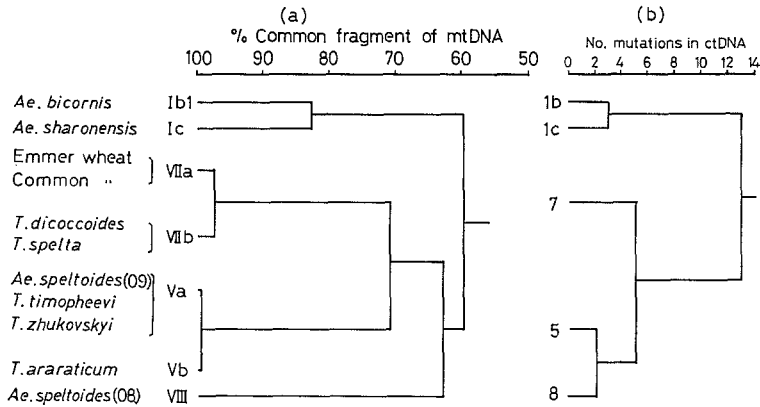 (a)
% Common fragment of mtDNA
100 90 80 70 60 50
(b)
No. mutations in ctDNA
0 2 4 6 8 10 12 14
Ae. bicornis Ib1
Ae. sharonensis Ic
Emmer wheat
Common "
VIIa
T. dicoccoides
T. spelta
VIIb
Ae. speltoides (09)
T. timopheevi
T. zhukovskyi
Va
T. araraticum Vb
Ae. speltoides (08) VIII
1b
1c
7
5
8